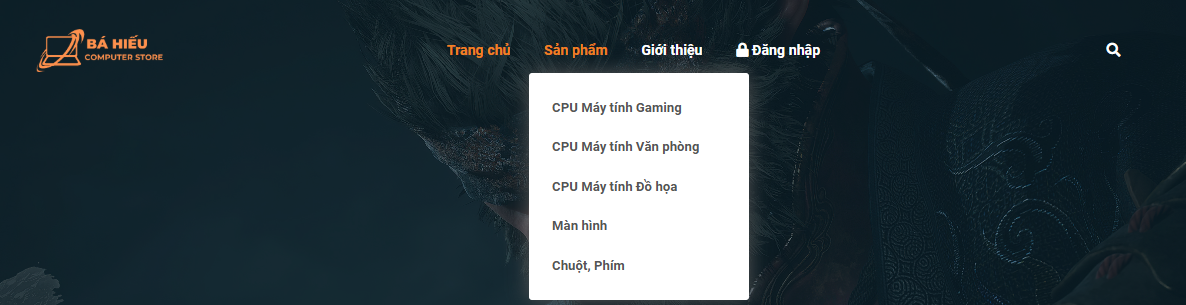 BÁ HIẾU
COMPUTER STORE
Trang chủ Sản phẩm Giới thiệu Đăng nhập
CPU Máy tính Gaming
CPU Máy tính Văn phòng
CPU Máy tính Đồ họa
Màn hình
Chuột, Phím